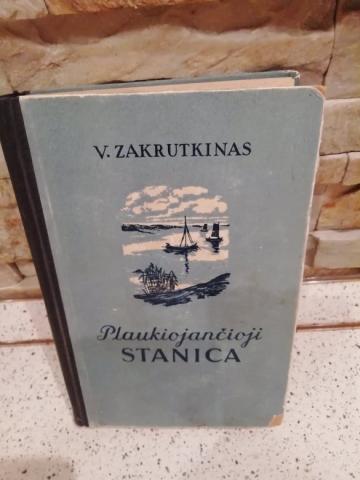 V. ZAKRUTKINAS
Plaukiojančioji
STANICA